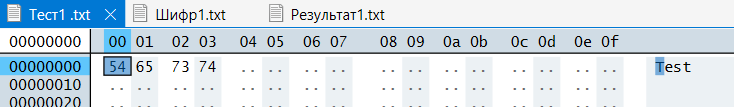 Тест1 .txt Шифр1.txt Результат1.txt
00000000 00 01 02 03 04 05 06 07 08 09 0a 0b 0c 0d 0e 0f
00000000 54 65 73 74 .. .. .. .. .. .. .. .. .. .. .. .. Test
00000010 .. .. .. .. .. .. .. .. .. .. .. .. .. .. .. ..
00000020 .. .. .. .. .. .. .. .. .. .. .. .. .. .. .. ..